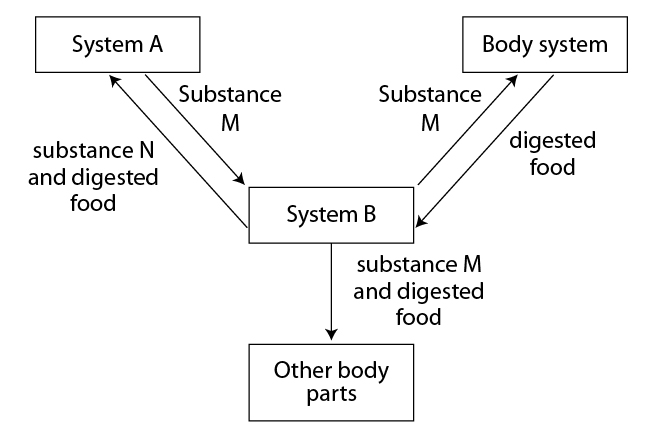 System A
Body system
Substance
M
Substance
M
substance N
and digested
food
digested
food
System B
substance M
and digested
food
Other body
parts